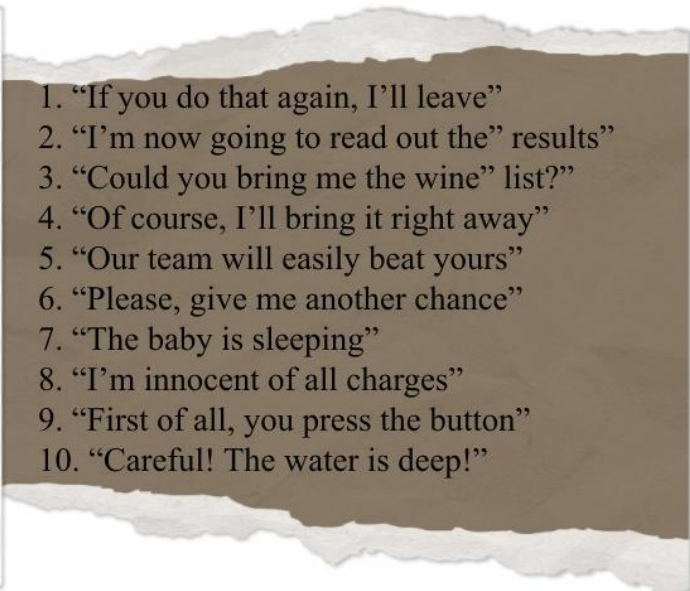 1. “If you do that again, I’ll leave”
2. “I’m now going to read out the” results”
3. “Could you bring me the wine” list?”
4. “Of course, I’ll bring it right away”
5. “Our team will easily beat yours”
6. “Please, give me another chance”
7. “The baby is sleeping”
8. “I’m innocent of all charges”
9. “First of all, you press the button”
10. “Careful! The water is deep!”